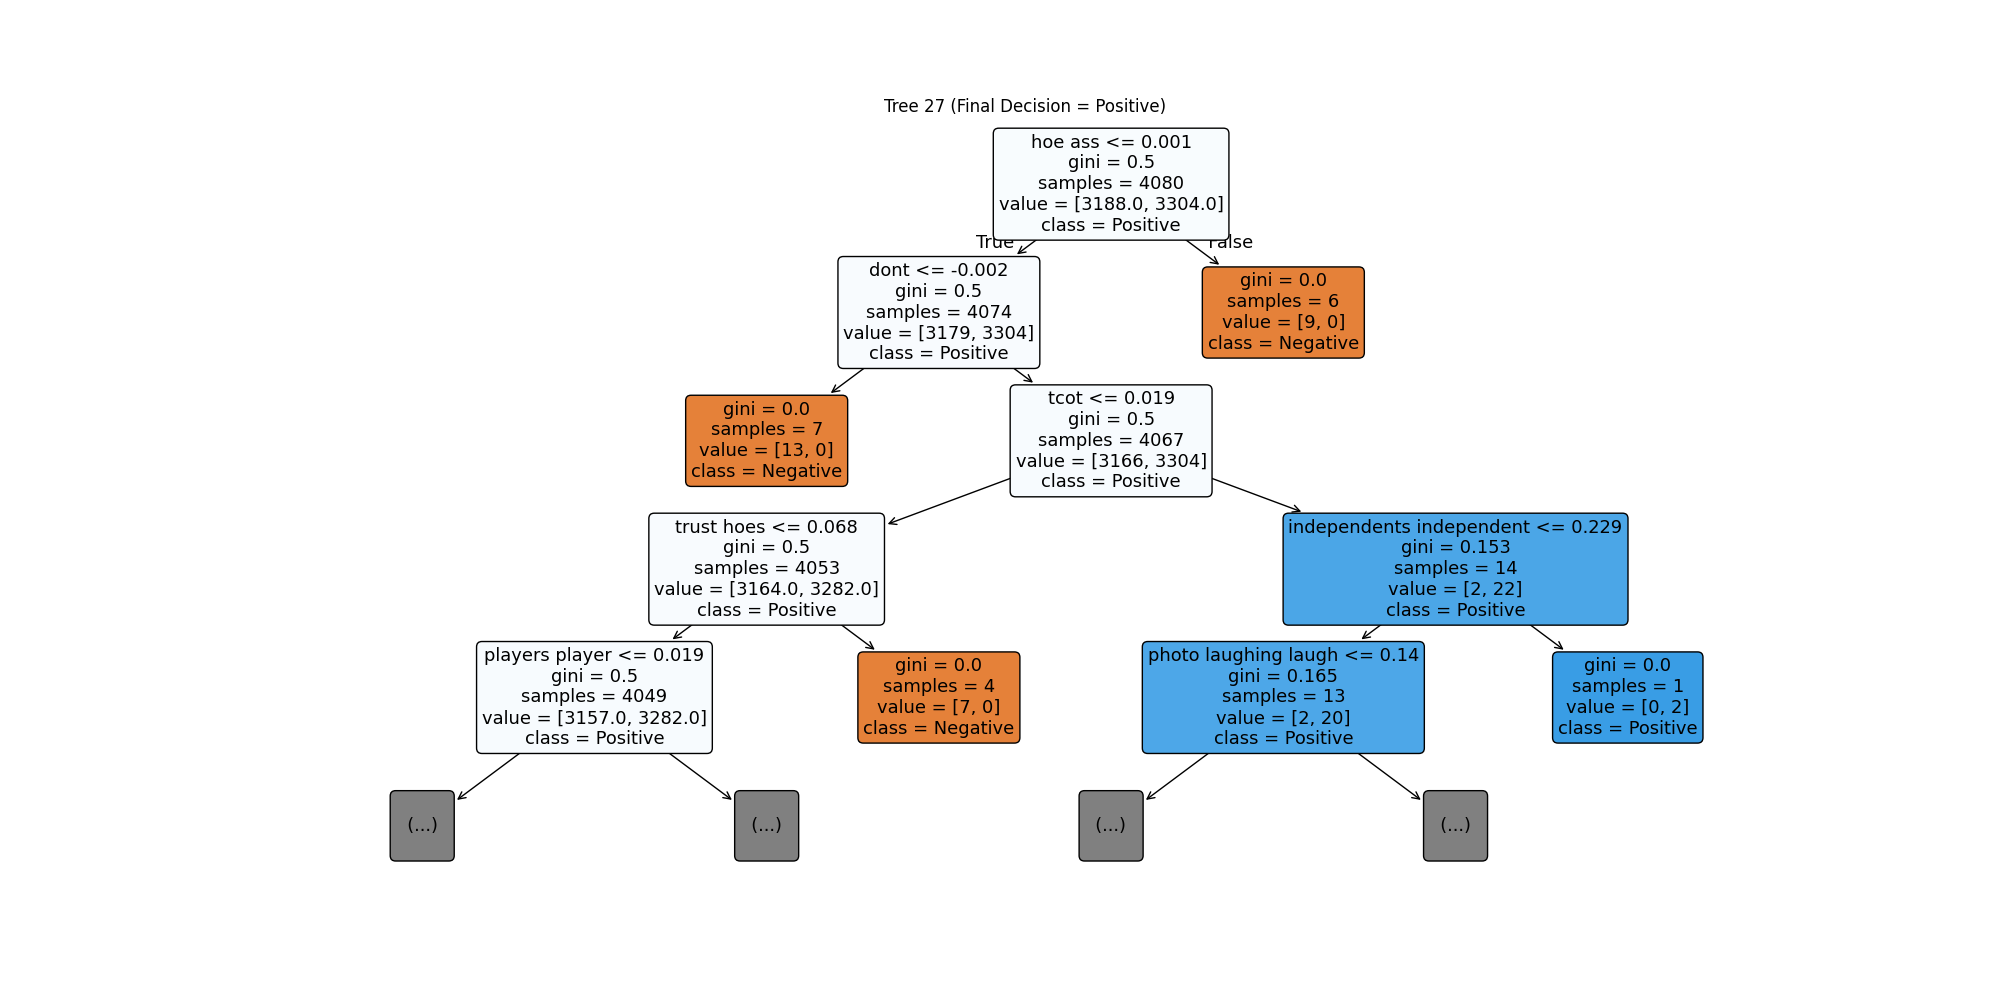 Tree 27 (Final Decision = Positive)
hoe ass <= 0.001
gini = 0.5
samples = 4080
value = [3188.0, 3304.0]
class = Positive
True
False
dont <= -0.002
gini = 0.5
samples = 4074
value = [3179, 3304]
class = Positive
gini = 0.0
samples = 6
value = [9, 0]
class = Negative
gini = 0.0
samples = 7
value = [13, 0]
class = Negative
tcot <= 0.019
gini = 0.5
samples = 4067
value = [3166, 3304]
class = Positive
trust hoes <= 0.068
gini = 0.5
samples = 4053
value = [3164.0, 3282.0]
class = Positive
independents independent <= 0.229
gini = 0.153
samples = 14
value = [2, 22]
class = Positive
players player <= 0.019
gini = 0.5
samples = 4049
value = [3157.0, 3282.0]
class = Positive
gini = 0.0
samples = 4
value = [7, 0]
class = Negative
photo laughing laugh <= 0.14
gini = 0.165
samples = 13
value = [2, 20]
class = Positive
gini = 0.0
samples = 1
value = [0, 2]
class = Positive
(...)
(...)
(...)
(...)